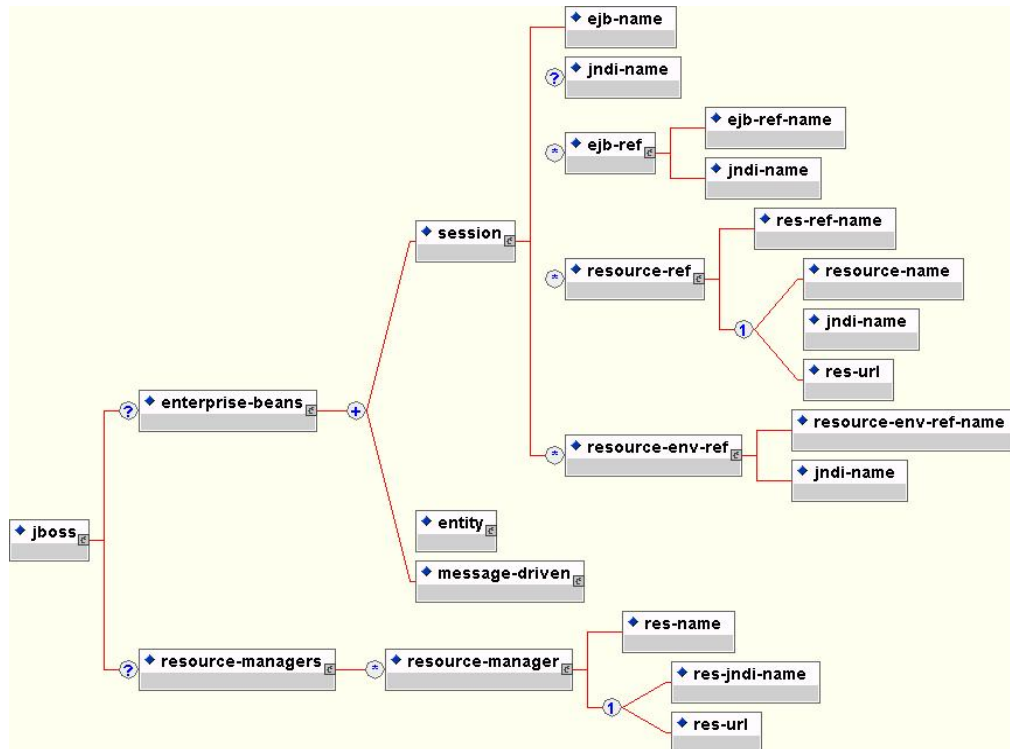 ejb-name
? jndi-name
* ejb-ref
ejb-ref-name
jndi-name
session
* resource-ref
res-ref-name
1
resource-name
jndi-name
res-url
? enterprise-beans +
* resource-env-ref
resource-env-ref-name
jndi-name
jboss
entity
message-driven
? resource-managers * resource-manager
res-name
1
res-jndi-name
res-url